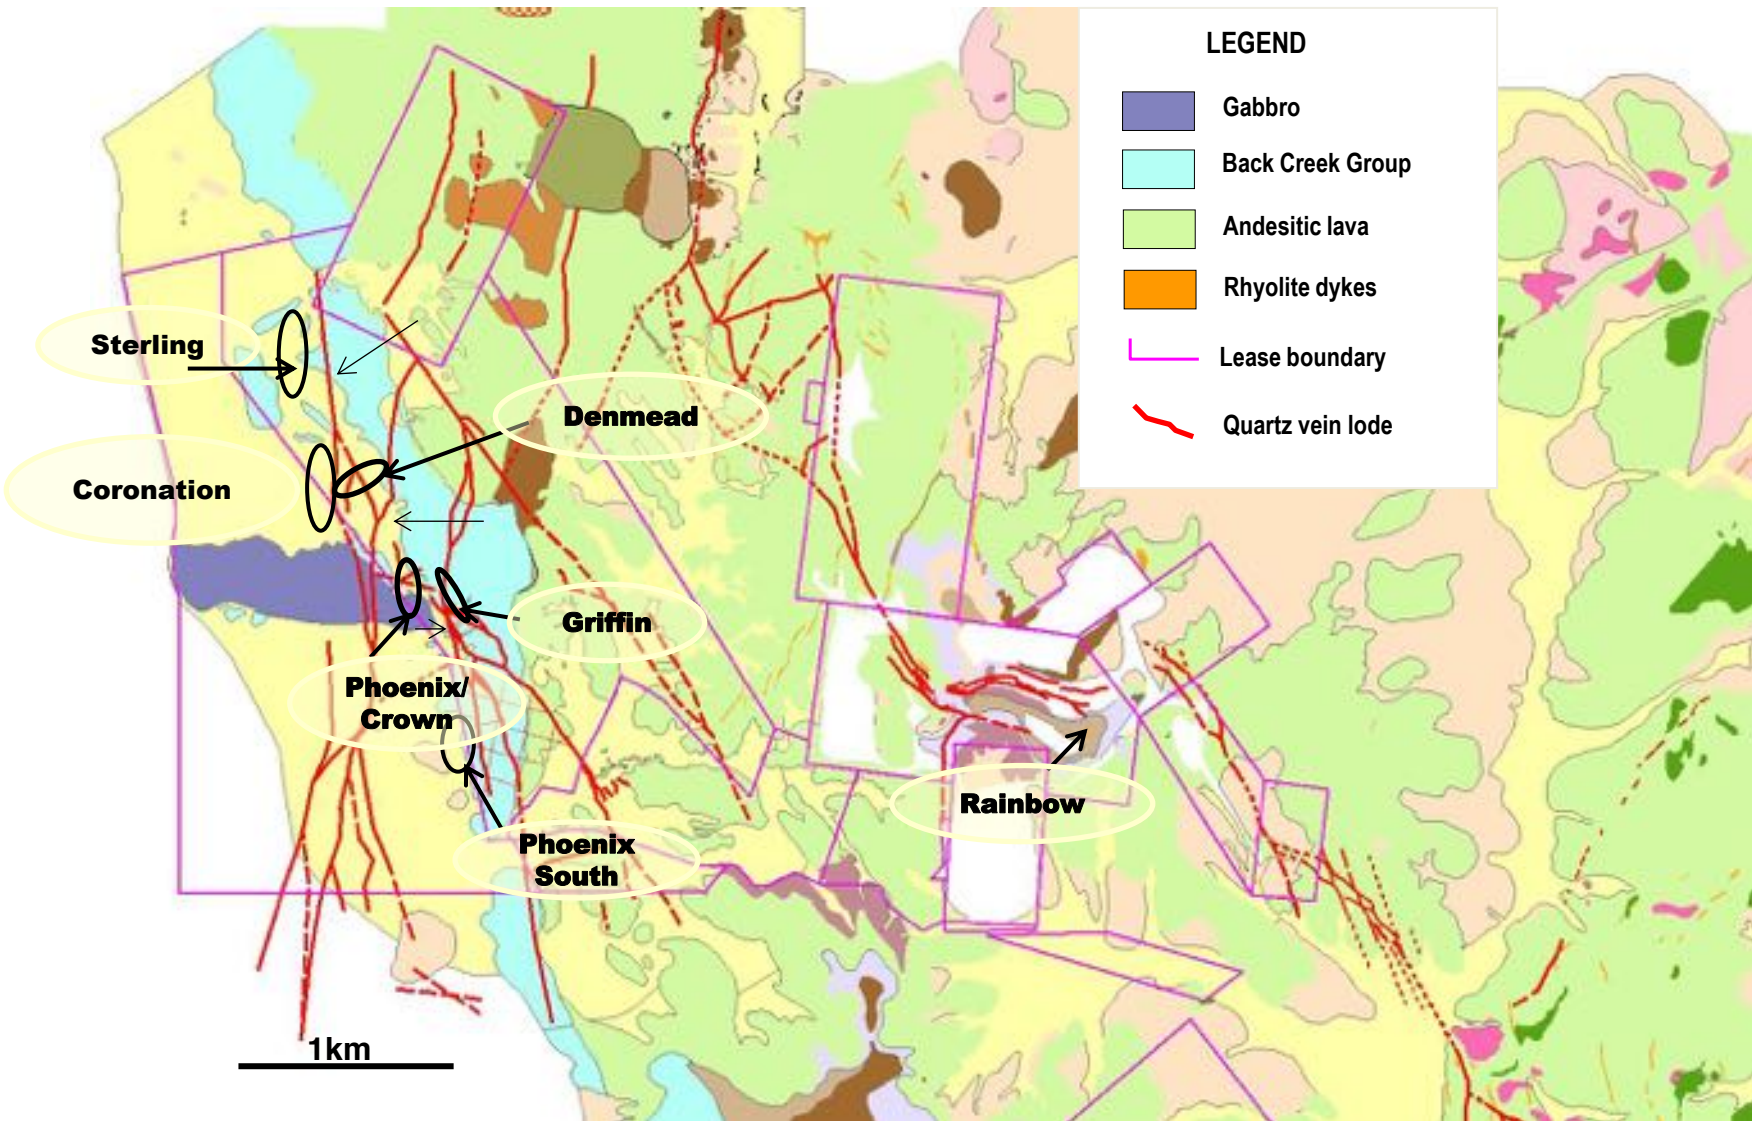 LEGEND
Gabbro
Back Creek Group
Andesitic lava
Rhyolite dykes
Lease boundary
Quartz vein lode
Sterling
Denmead
Coronation
Griffin
Phoenix/
Crown
Rainbow
Phoenix
South
1km